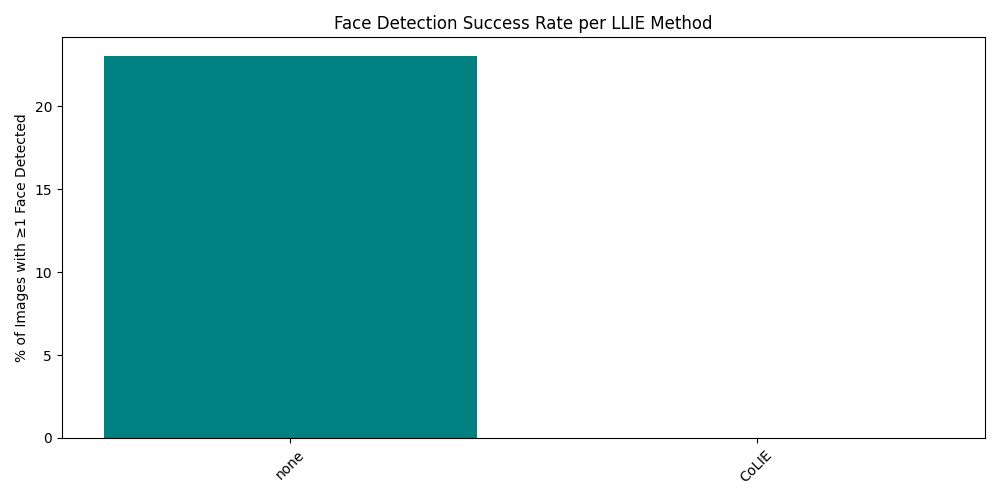 Face Detection Success Rate per LLIE Method
% of Images with ≥1 Face Detected
20
15
10
5
0
none
CoLIE